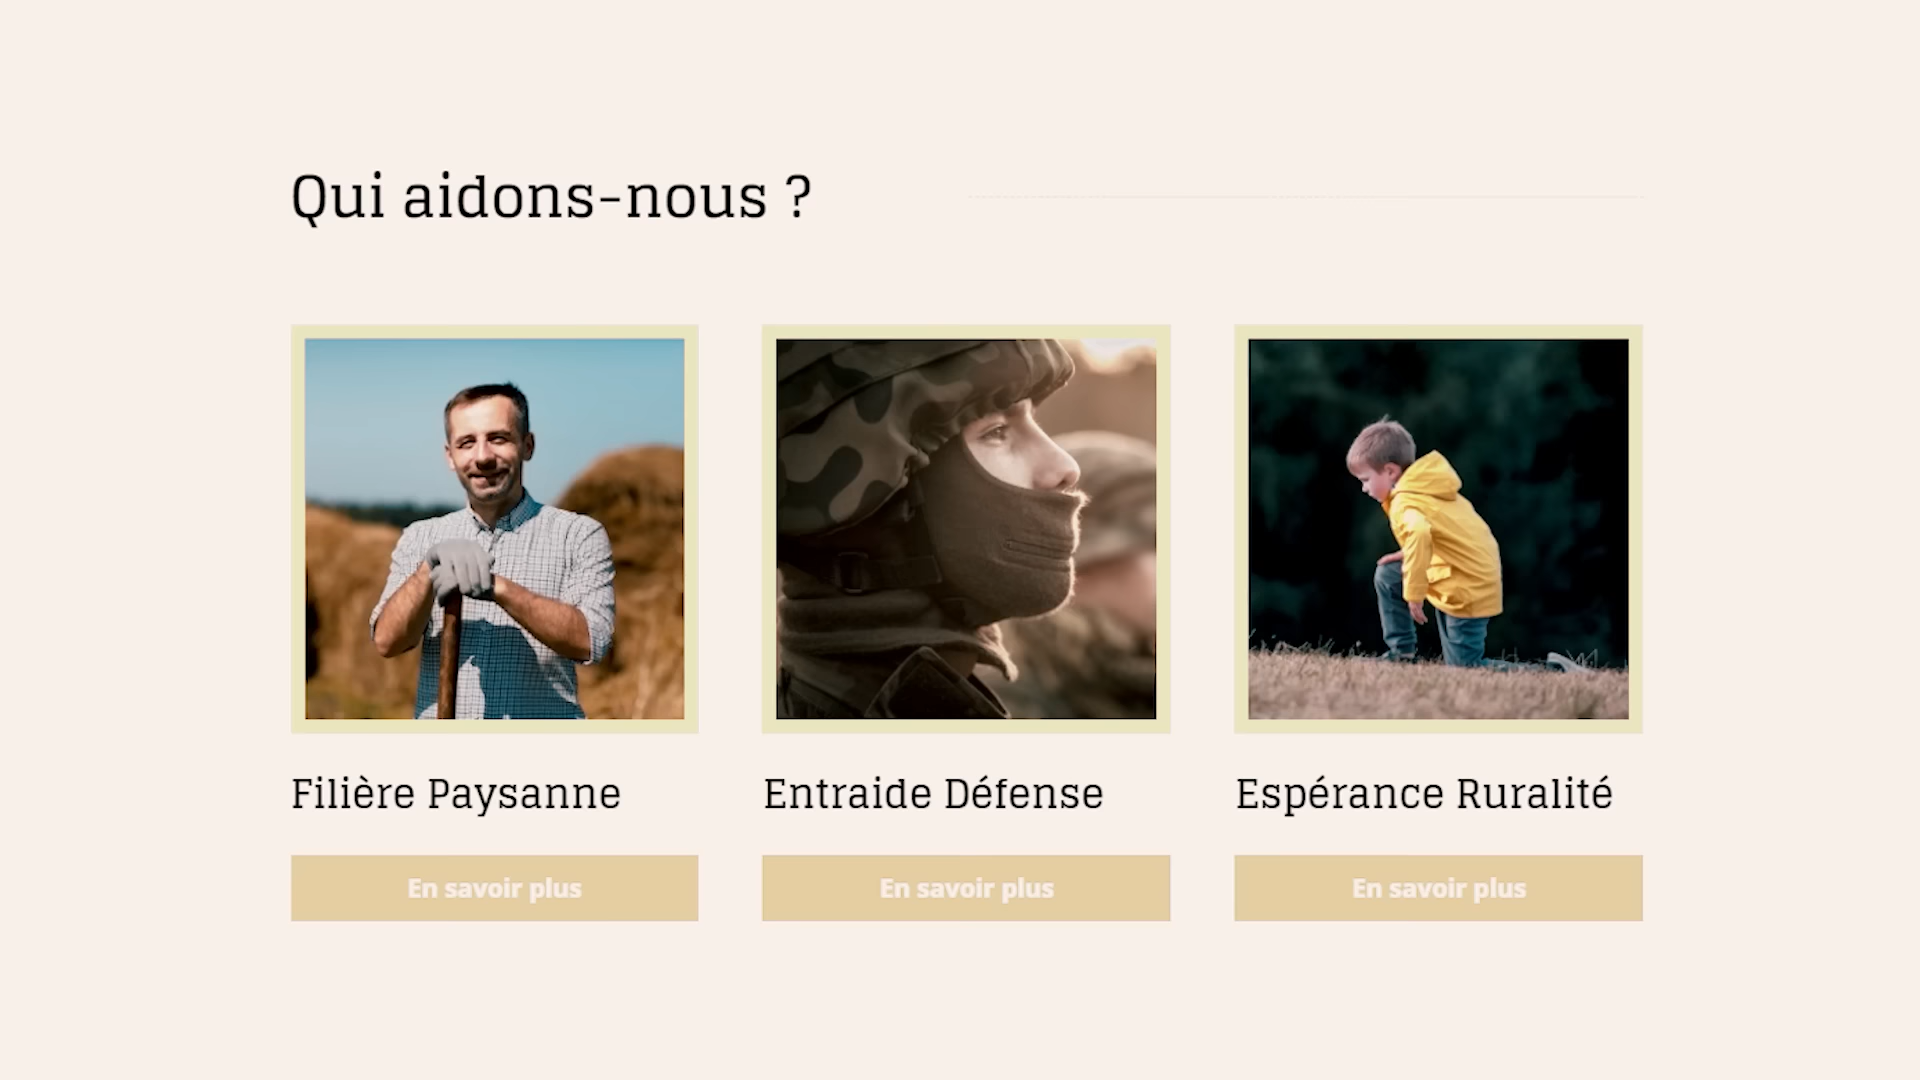 Qui aidons-nous ?
Filière Paysanne
Entraide Défense
Espérance Ruralité
En savoir plus
En savoir plus
En savoir plus